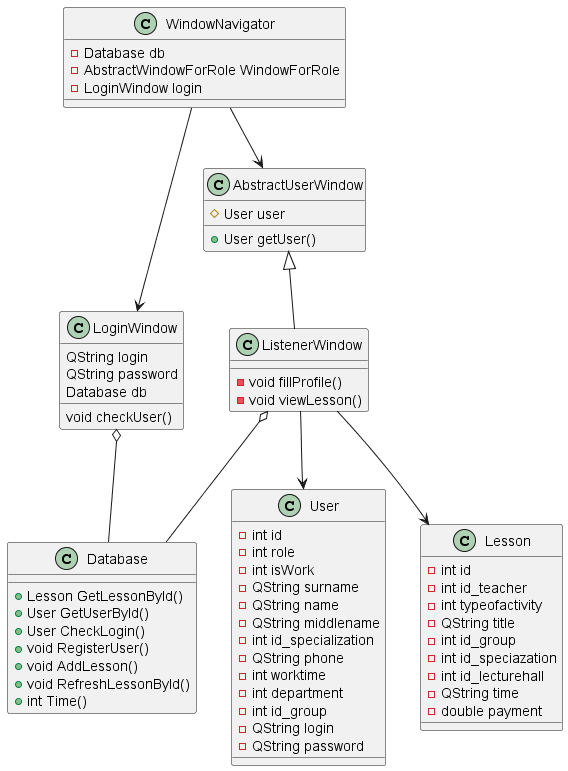 C WindowNavigator
Database db
AbstractWindowForRole WindowForRole
LoginWindow login
C AbstractUserWindow
User user
User getUser()
C LoginWindow
QString login
QString password
Database db
void checkUser()
C ListenerWindow
void fillProfile()
void viewLesson()
C Database
Lesson GetLessonById()
User GetUserById()
User CheckLogin()
void RegisterUser()
void AddLesson()
void RefreshLessonById()
int Time()
C User
int id
int role
int isWork
QString surname
QString name
QString middlename
int id_specialization
QString phone
int worktime
int department
int id_group
QString login
QString password
C Lesson
int id
int id_teacher
int typeofactivity
QString title
int id_group
int id_speciazation
int id_lecturehall
QString time
double payment